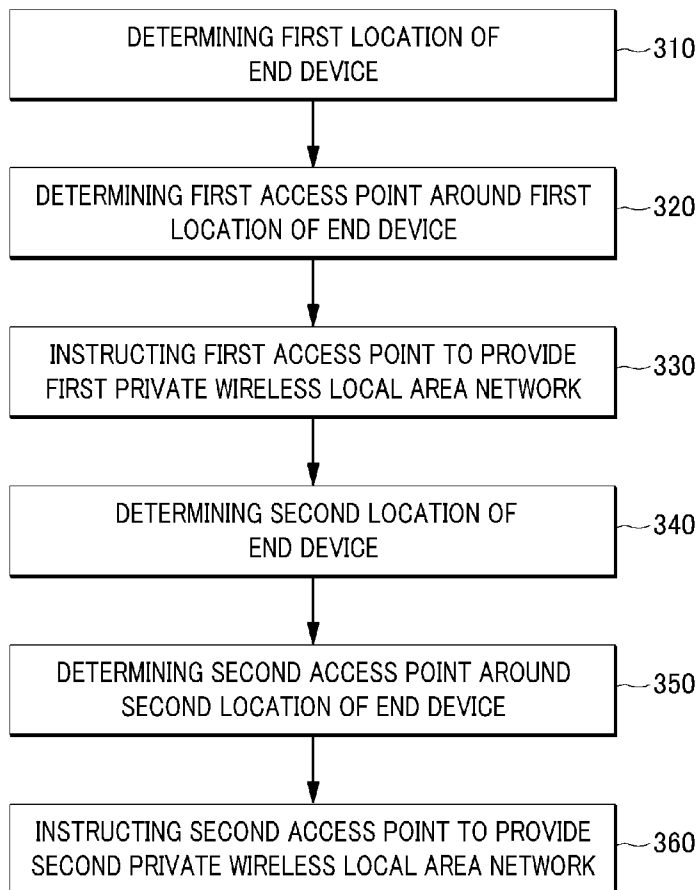 DETERMINING FIRST LOCATION OF
END DEVICE
310
DETERMINING FIRST ACCESS POINT AROUND FIRST
LOCATION OF END DEVICE
320
INSTRUCTING FIRST ACCESS POINT TO PROVIDE
FIRST PRIVATE WIRELESS LOCAL AREA NETWORK
330
DETERMINING SECOND LOCATION OF
END DEVICE
340
DETERMINING SECOND ACCESS POINT AROUND
SECOND LOCATION OF END DEVICE
350
INSTRUCTING SECOND ACCESS POINT TO PROVIDE
SECOND PRIVATE WIRELESS LOCAL AREA NETWORK
360